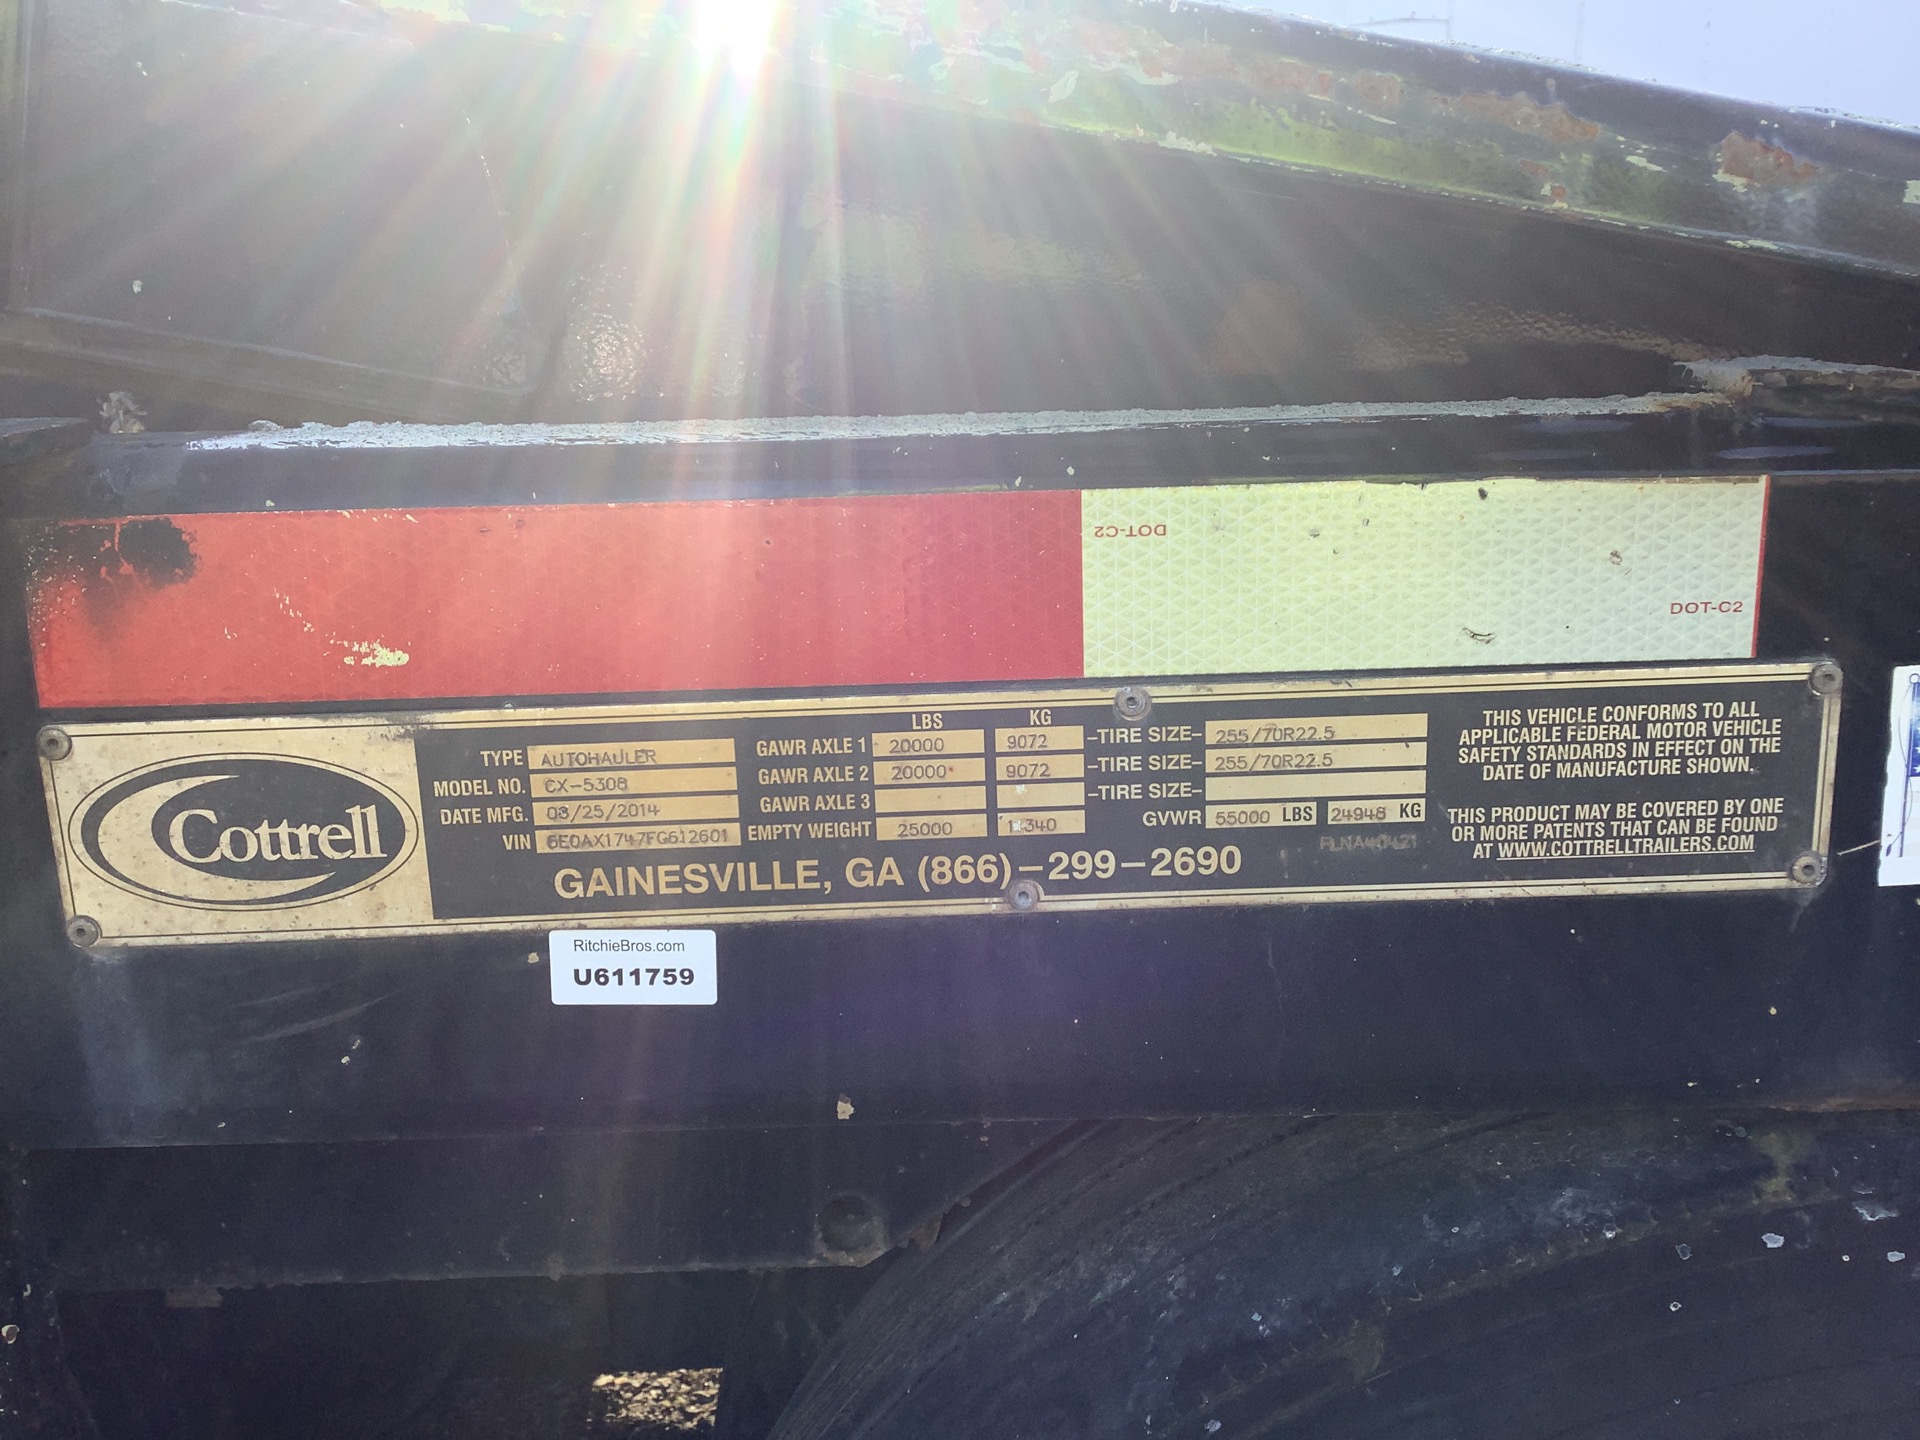 DOT-C2
DOT-C2
Cottrell
TYPE AUTOHAULER
MODEL NO. CX-5308
DATE MFG. 08/25/2014
VIN 5E0AX1747FG612601
LBS KG
GAWR AXLE 1 20000 9072 -TIRE SIZE- 255/70R22.5
GAWR AXLE 2 20000 9072 -TIRE SIZE- 255/70R22.5
GAWR AXLE 3 -TIRE SIZE-
EMPTY WEIGHT 25000 11340 GVWR 55000 LBS 24948 KG
FLNA40421
GAINESVILLE, GA (866)-299-2690
THIS VEHICLE CONFORMS TO ALL
APPLICABLE FEDERAL MOTOR VEHICLE
SAFETY STANDARDS IN EFFECT ON THE
DATE OF MANUFACTURE SHOWN.
THIS PRODUCT MAY BE COVERED BY ONE
OR MORE PATENTS THAT CAN BE FOUND
AT WWW.COTTRELLTRAILERS.COM
RitchieBros.com
U611759